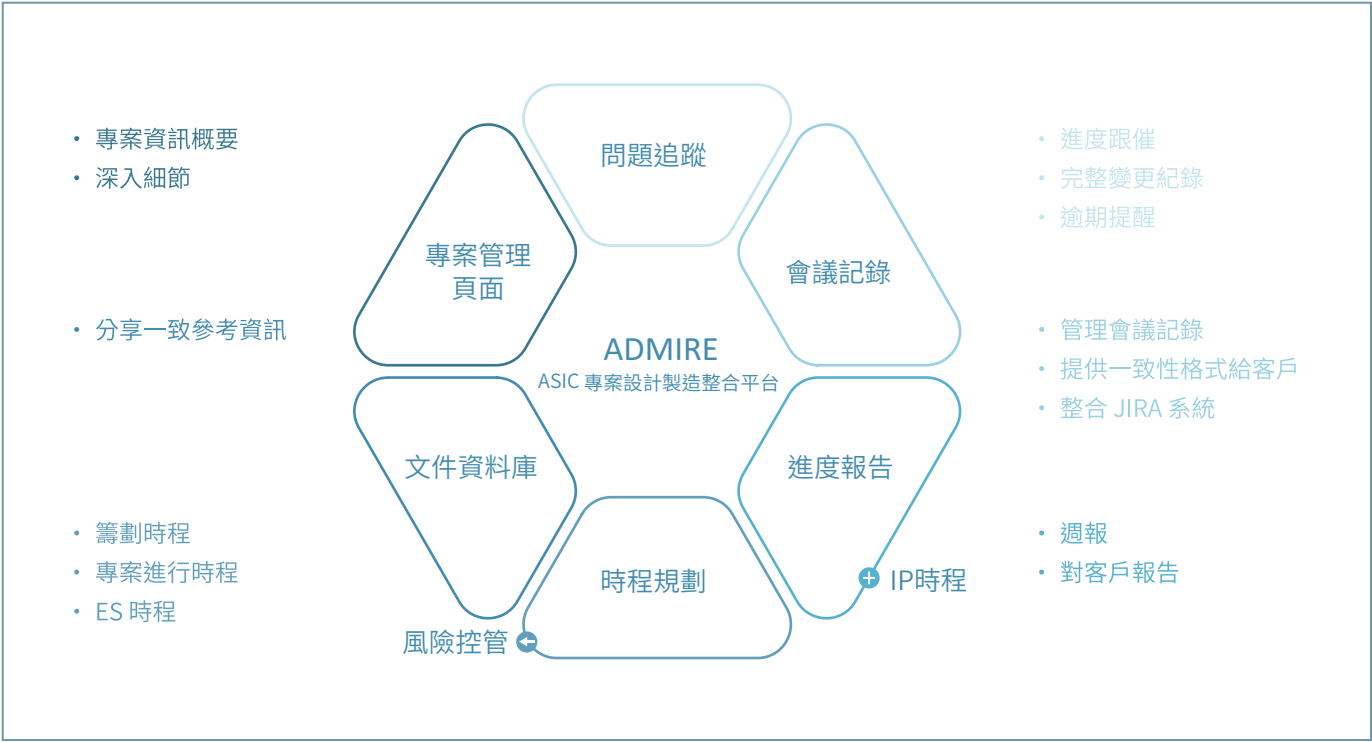 • 專案資訊概要
• 深入細節
• 分享一致參考資訊
• 籌劃時程
• 專案進行時程
• ES 時程
問題追蹤
專案管理
頁面
會議記錄
ADMIRE
ASIC 專案設計製造整合平台
文件資料庫
進度報告
時程規劃
IP時程
風險控管
• 進度跟催
• 完整變更紀錄
• 逾期提醒
• 管理會議記錄
• 提供一致性格式給客戶
• 整合 JIRA 系統
• 週報
• 對客戶報告